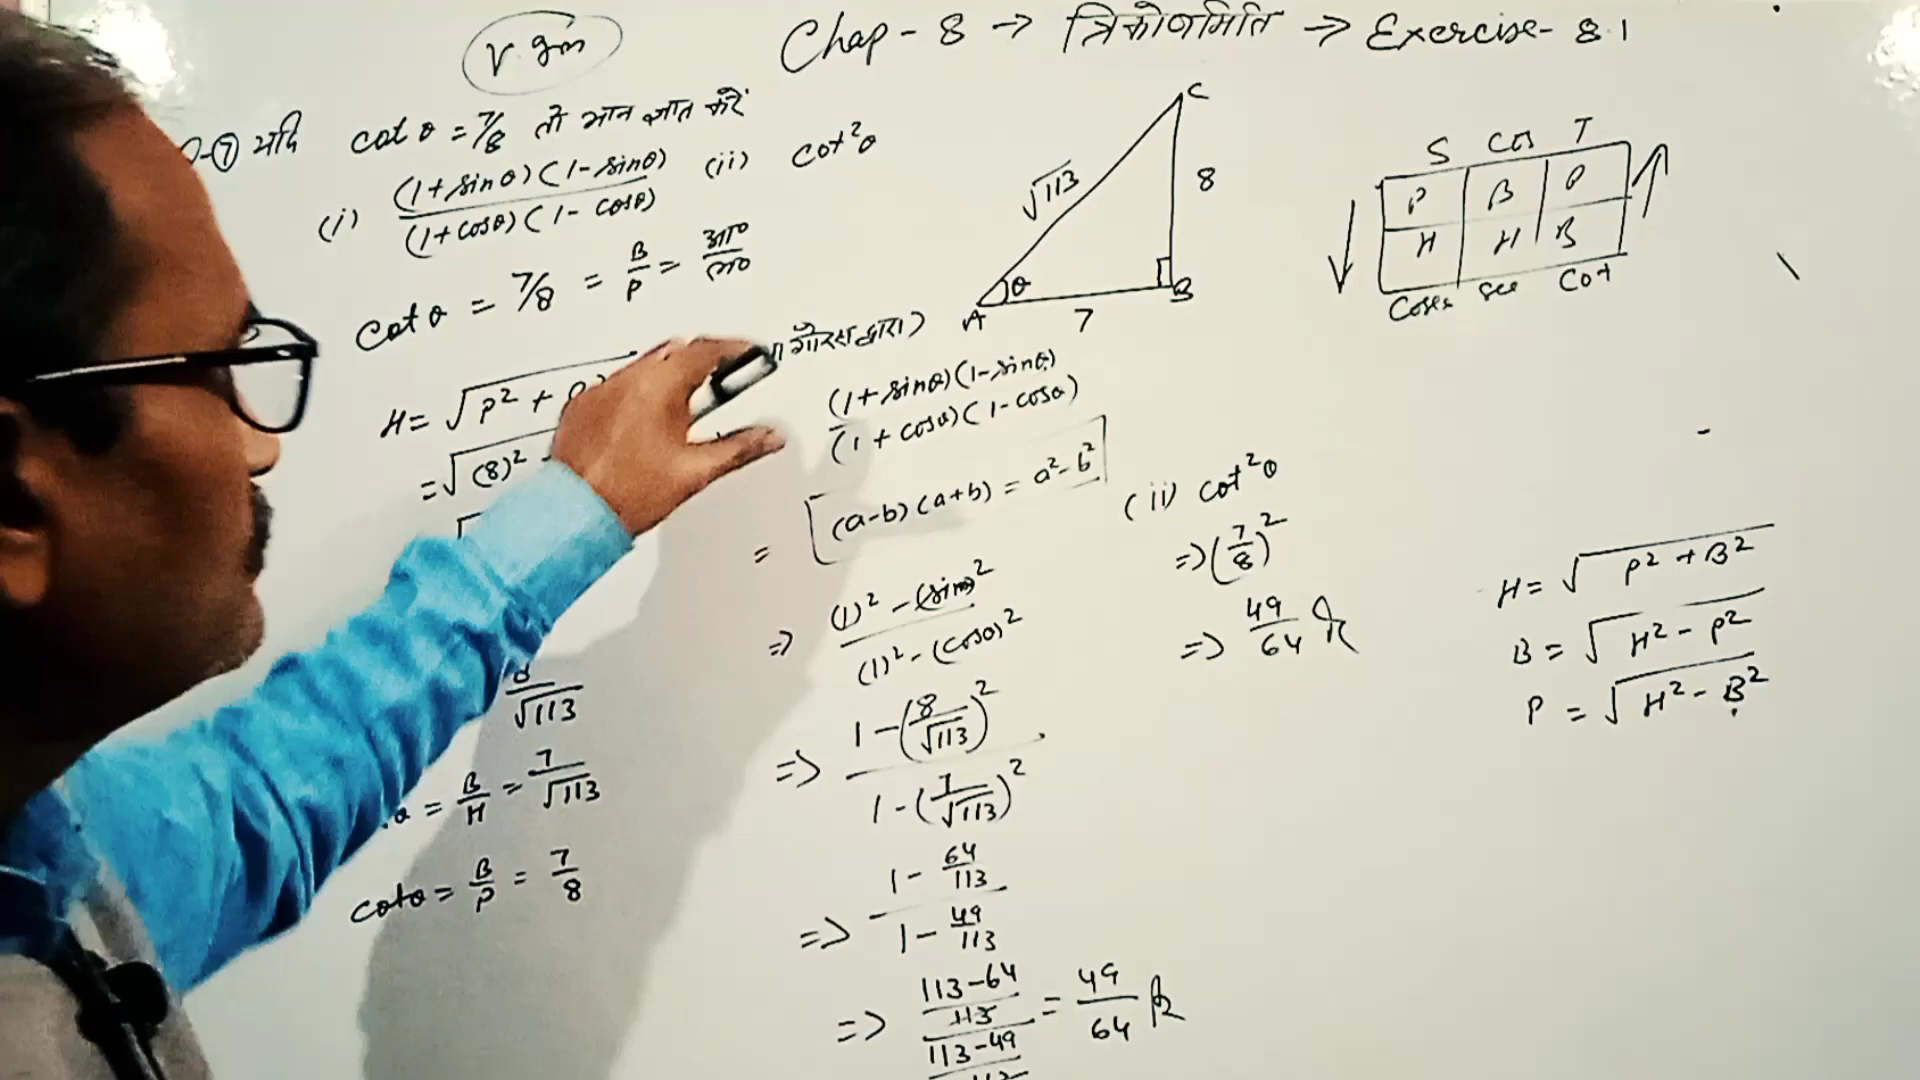 V. Gm
Chap - 8 → त्रिकोणमिति → Exercise - 8.1
-⑦ यदि cot θ = 7/8 तो मान ज्ञात करें
(i) (1+sinθ)(1-sinθ) / (1+cosθ)(1-cosθ) (ii) cot²θ
cot θ = 7/8 = B/P = आ०/ल०
H = √P² +
= √(8)²
√113
= B/H = 7/√113
cotθ = B/P = 7/8
C
√113
8
θ
A
7
B
S Cos T
P B P
H H B
Cosec sec Cot
द्वारा)
(1+sinθ)(1-sinθ) / (1+cosθ)(1-cosθ)
= [(a-b)(a+b) = a²-b²]
=> (1)² - (sinθ)² / (1)² - (cosθ)²
=> 1-(8/√113)² / 1-(7/√113)²
=> 1 - 64/113 / 1 - 49/113
=> 113-64/113 / 113-49/113 = 49/64
(ii) cot²θ
=> (7/8)²
=> 49/64
H = √P² + B²
B = √H² - P²
P = √H² - B²